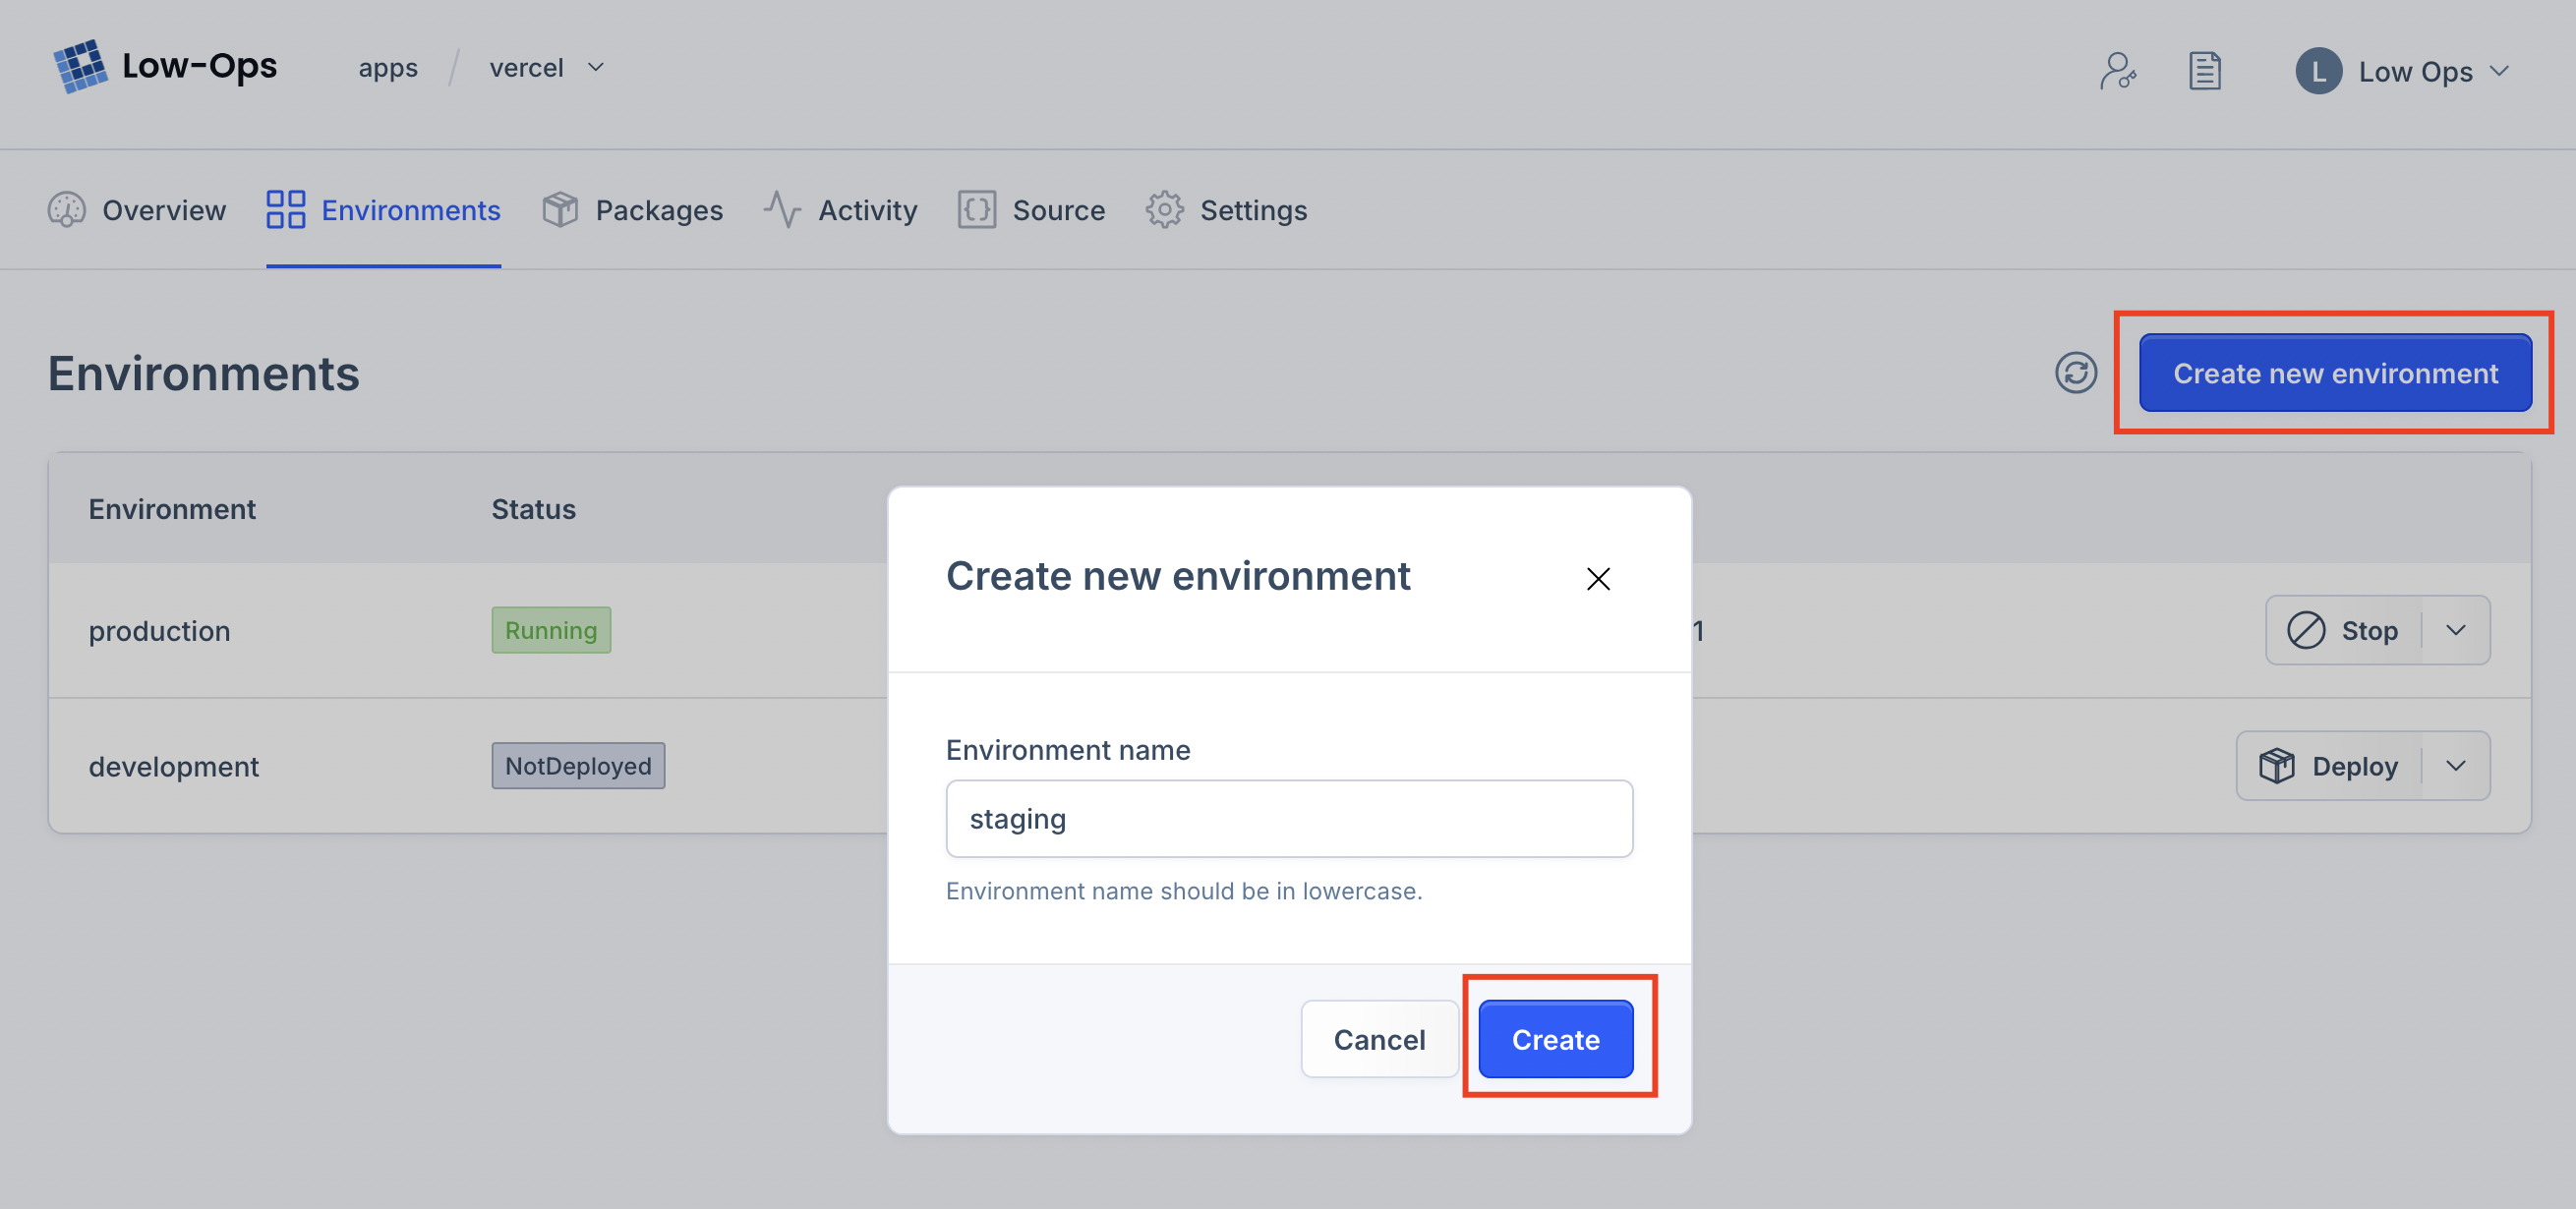 Low-Ops
apps / vercel
L Low Ops
Overview Environments Packages Activity Source Settings
Environments
Create new environment
Environment Status
production Running 1 Stop
development NotDeployed Deploy
Create new environment
Environment name
staging
Environment name should be in lowercase.
Cancel Create